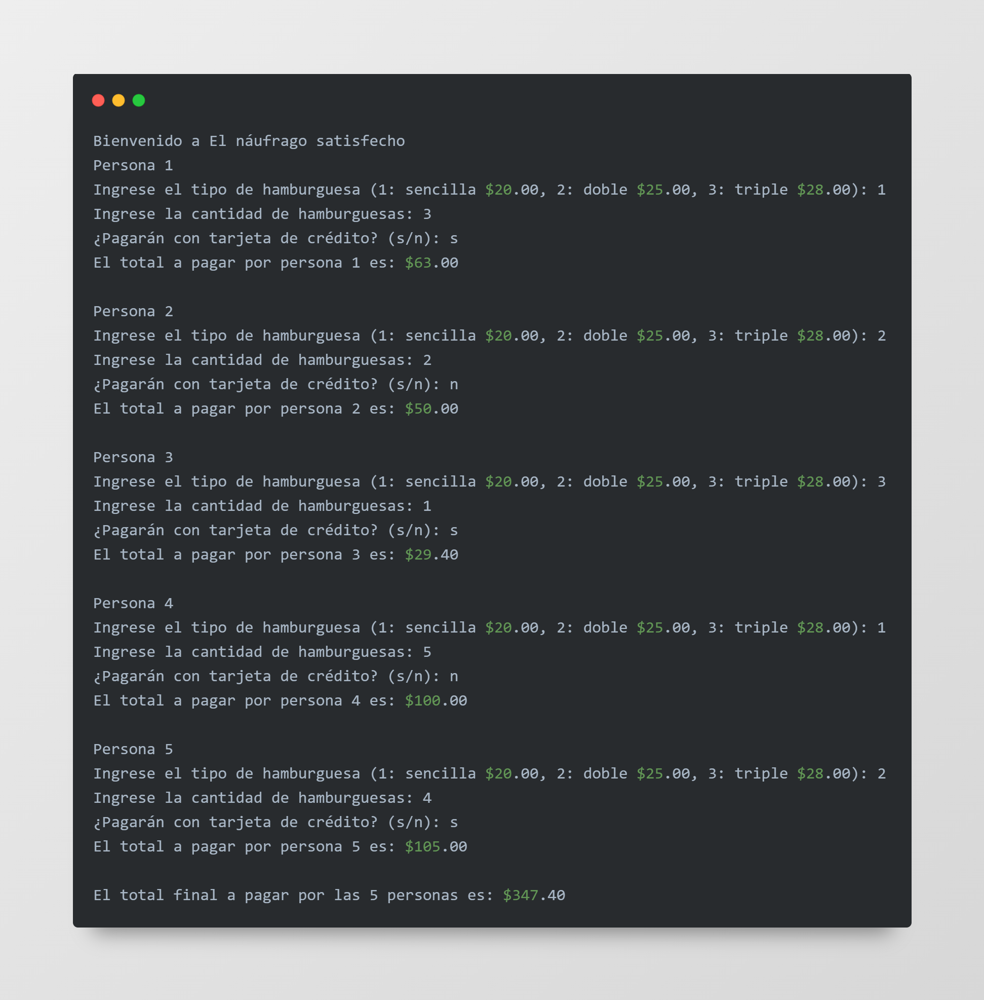 Bienvenido a El náufrago satisfecho
Persona 1
Ingrese el tipo de hamburguesa (1: sencilla $20.00, 2: doble $25.00, 3: triple $28.00): 1
Ingrese la cantidad de hamburguesas: 3
¿Pagarán con tarjeta de crédito? (s/n): s
El total a pagar por persona 1 es: $63.00

Persona 2
Ingrese el tipo de hamburguesa (1: sencilla $20.00, 2: doble $25.00, 3: triple $28.00): 2
Ingrese la cantidad de hamburguesas: 2
¿Pagarán con tarjeta de crédito? (s/n): n
El total a pagar por persona 2 es: $50.00

Persona 3
Ingrese el tipo de hamburguesa (1: sencilla $20.00, 2: doble $25.00, 3: triple $28.00): 3
Ingrese la cantidad de hamburguesas: 1
¿Pagarán con tarjeta de crédito? (s/n): s
El total a pagar por persona 3 es: $29.40

Persona 4
Ingrese el tipo de hamburguesa (1: sencilla $20.00, 2: doble $25.00, 3: triple $28.00): 1
Ingrese la cantidad de hamburguesas: 5
¿Pagarán con tarjeta de crédito? (s/n): n
El total a pagar por persona 4 es: $100.00

Persona 5
Ingrese el tipo de hamburguesa (1: sencilla $20.00, 2: doble $25.00, 3: triple $28.00): 2
Ingrese la cantidad de hamburguesas: 4
¿Pagarán con tarjeta de crédito? (s/n): s
El total a pagar por persona 5 es: $105.00

El total final a pagar por las 5 personas es: $347.40